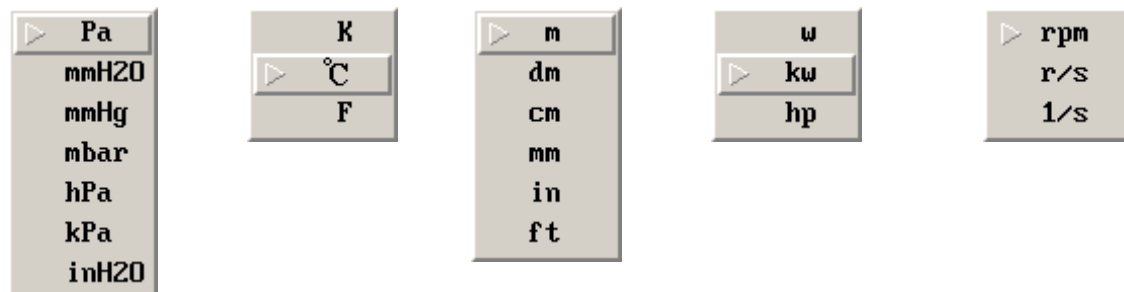 Pa
mmH2O
mmHg
mbar
hPa
kPa
inH2O
K
℃
F
m
dm
cm
mm
in
ft
w
kw
hp
rpm
r/s
1/s